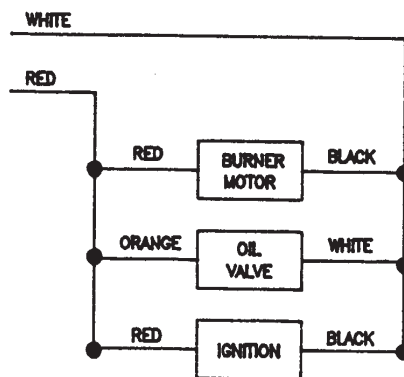 WHITE
RED
RED BURNER MOTOR BLACK
ORANGE OIL VALVE WHITE
RED IGNITION BLACK